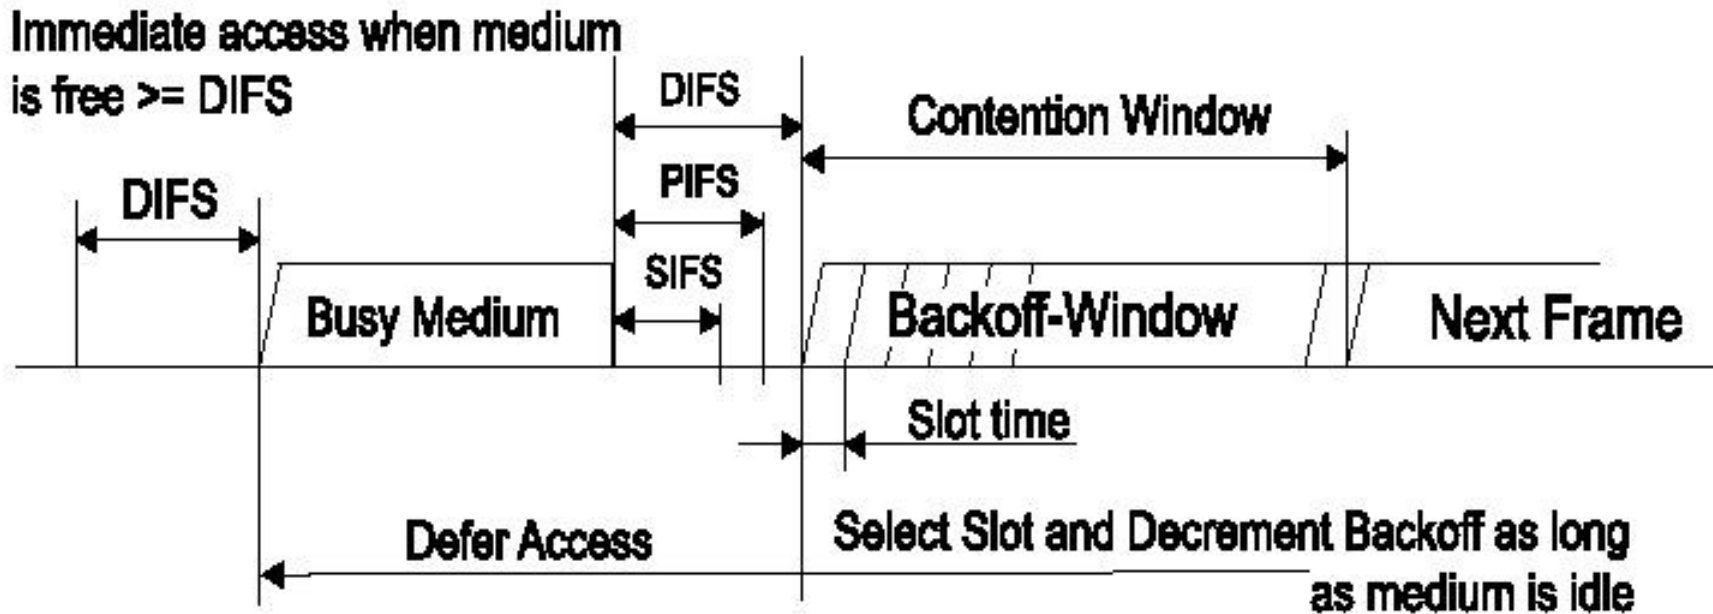 Immediate access when medium
is free >= DIFS
DIFS
DIFS
PIFS
SIFS
Contention Window
Busy Medium
Backoff-Window
Next Frame
Slot time
Defer Access
Select Slot and Decrement Backoff as long
as medium is idle